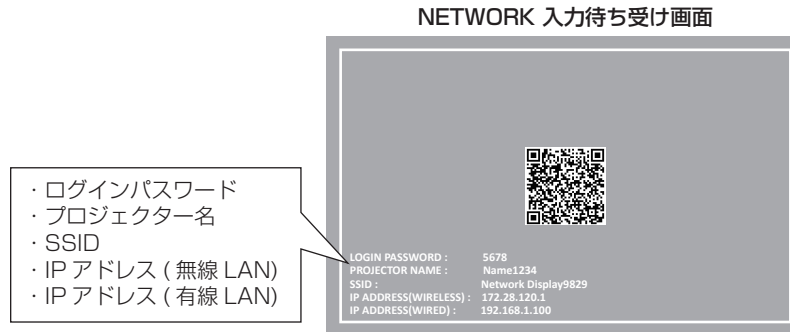 NETWORK 入力待ち受け画面
・ログインパスワード
・プロジェクター名
・SSID
・IP アドレス ( 無線 LAN)
・IP アドレス ( 有線 LAN)
LOGIN PASSWORD : 5678
PROJECTOR NAME : Name1234
SSID : Network Display9829
IP ADDRESS(WIRELESS) : 172.28.120.1
IP ADDRESS(WIRED) : 192.168.1.100